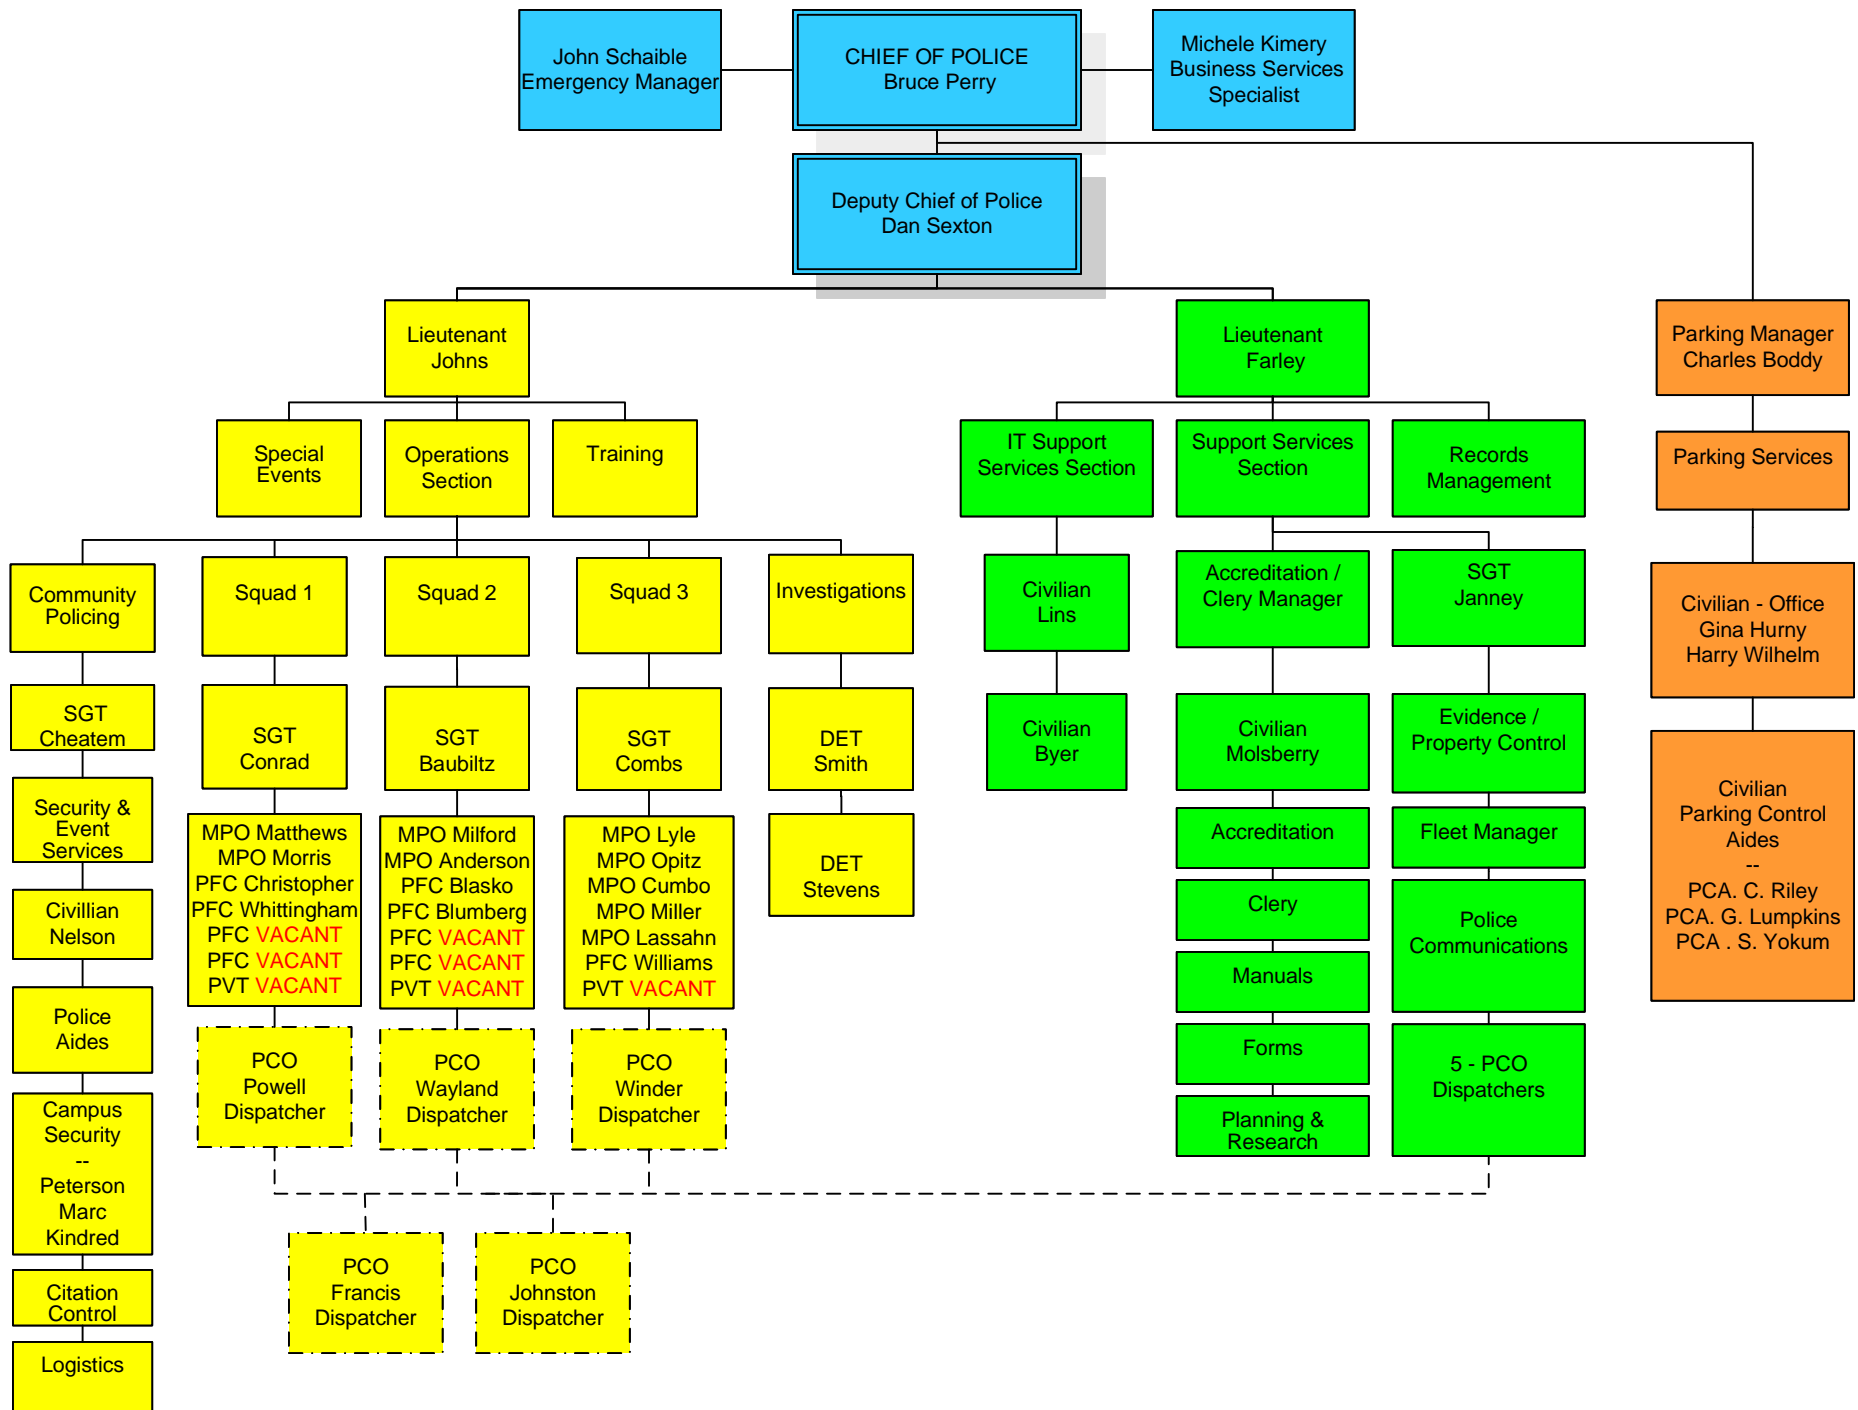 John Schaible
Emergency Manager
CHIEF OF POLICE
Bruce Perry
Michele Kimery
Business Services
Specialist
Deputy Chief of Police
Dan Sexton
Lieutenant
Johns
Lieutenant
Farley
Parking Manager
Charles Boddy
Special
Events
Operations
Section
Training
IT Support
Services Section
Support Services
Section
Records
Management
Parking Services
Community
Policing
Squad 1
Squad 2
Squad 3
Investigations
Civilian
Lins
Accreditation /
Clery Manager
SGT
Janney
Civilian - Office
Gina Hurny
Harry Wilhelm
SGT
Cheatem
SGT
Conrad
SGT
Baubiltz
SGT
Combs
DET
Smith
Civilian
Byer
Civilian
Molsberry
Evidence /
Property Control
Civilian
Parking Control
Aides
--
PCA. C. Riley
PCA. G. Lumpkins
PCA . S. Yokum
Security &
Event
Services
MPO Matthews
MPO Morris
PFC Christopher
PFC Whittingham
PFC VACANT
PFC VACANT
PVT VACANT
MPO Milford
MPO Anderson
PFC Blasko
PFC Blumberg
PFC VACANT
PFC VACANT
PVT VACANT
MPO Lyle
MPO Opitz
MPO Cumbo
MPO Miller
MPO Lassahn
PFC Williams
PVT VACANT
DET
Stevens
Accreditation
Fleet Manager
Civillian
Nelson
Clery
Police
Communications
Manuals
Police
Aides
PCO
Powell
Dispatcher
PCO
Wayland
Dispatcher
PCO
Winder
Dispatcher
Forms
5 - PCO
Dispatchers
Campus
Security
--
Peterson
Marc
Kindred
Planning &
Research
PCO
Francis
Dispatcher
PCO
Johnston
Dispatcher
Citation
Control
Logistics